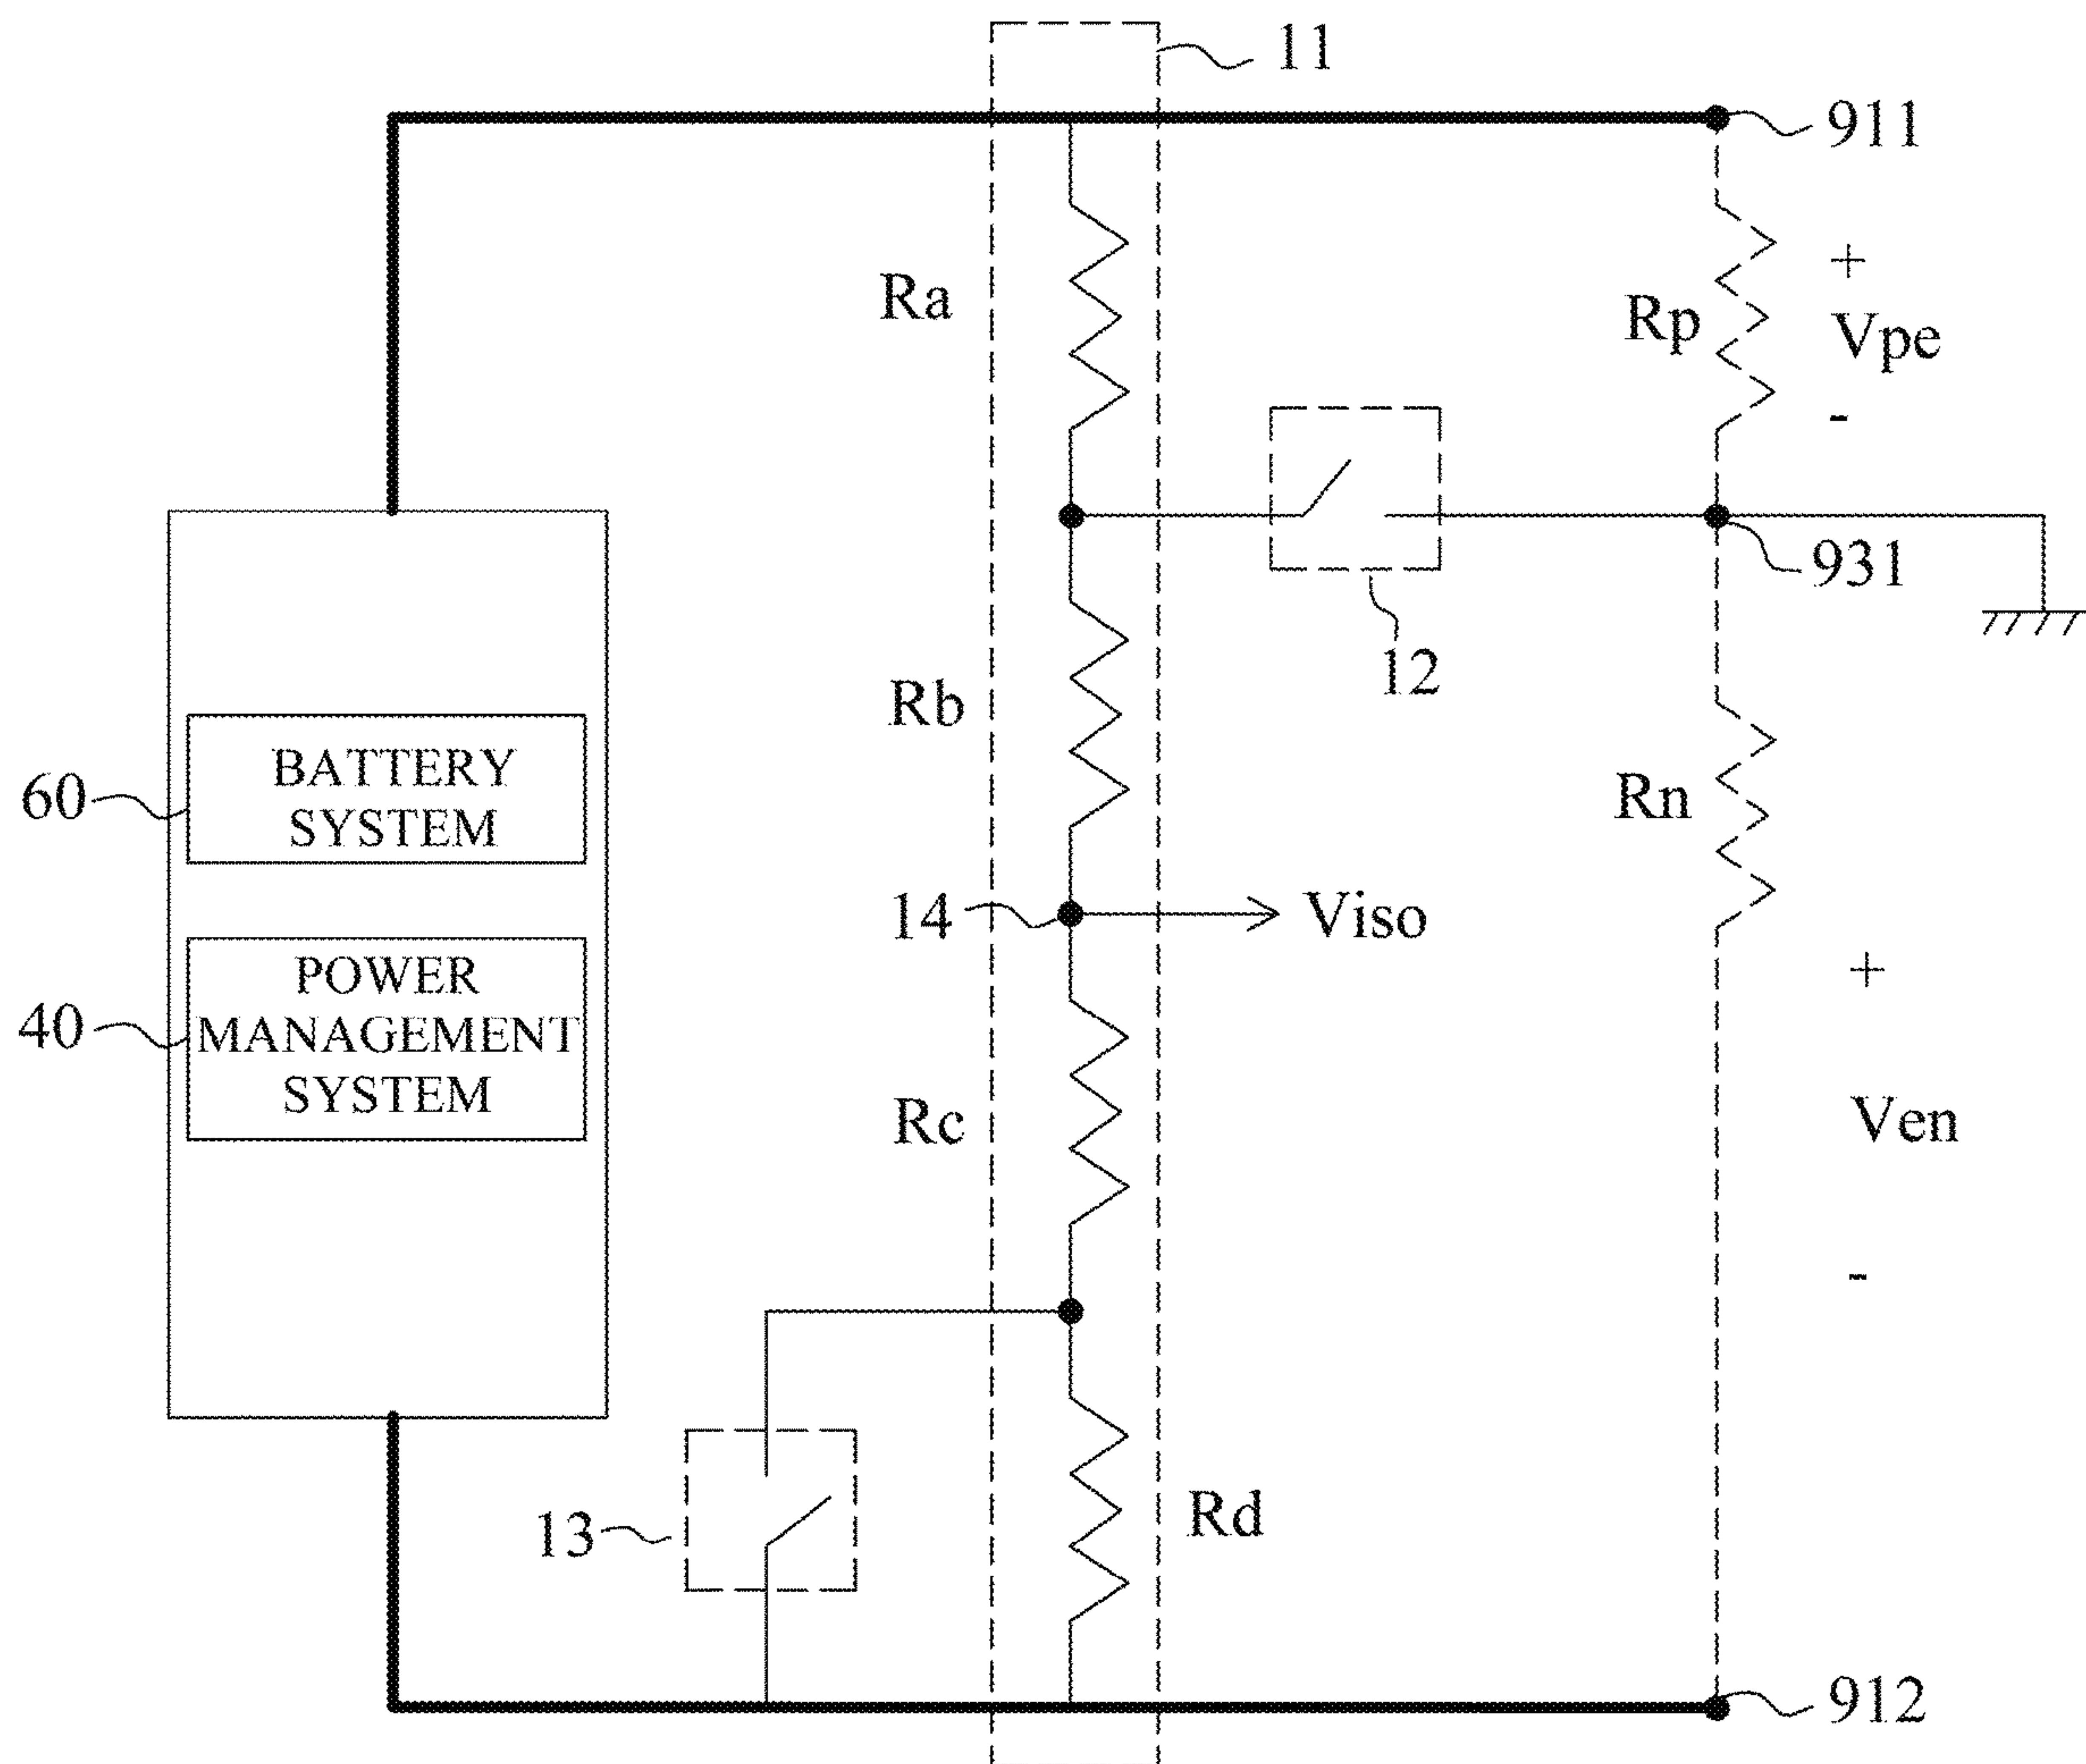 11
911
Ra
Rp
+
Vpe
-
931
12
Rb
BATTERY
SYSTEM
60
Rn
14
Viso
POWER
MANAGEMENT
SYSTEM
40
+
Ven
-
Rc
13
Rd
912